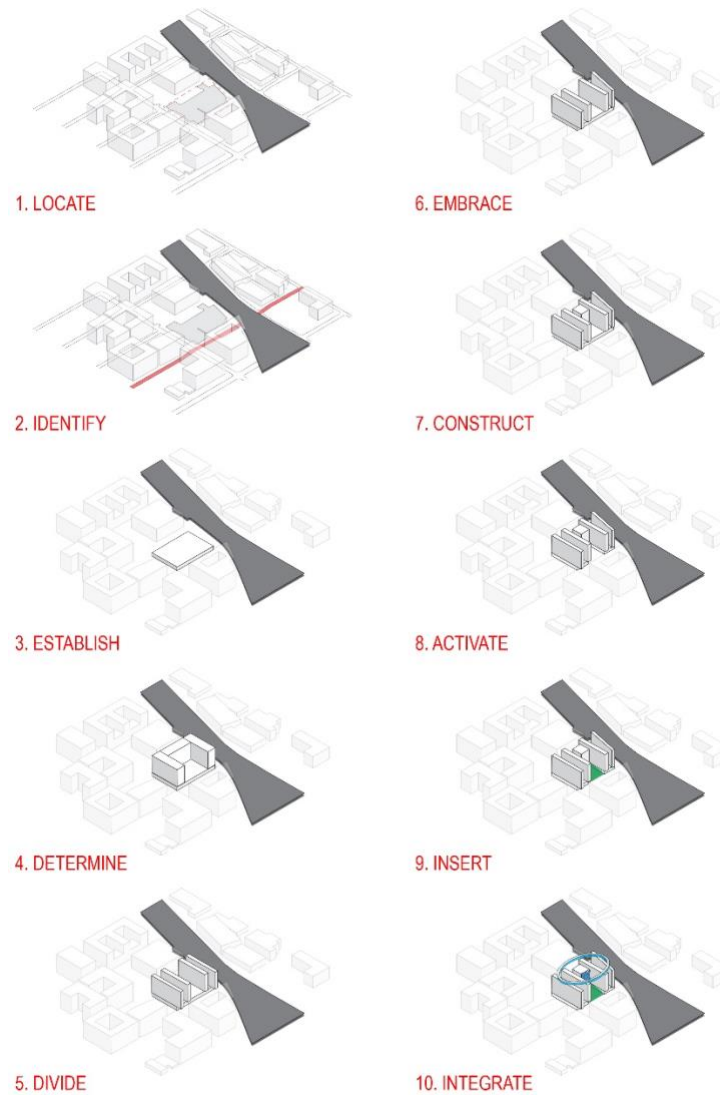 1. LOCATE
2. IDENTIFY
3. ESTABLISH
4. DETERMINE
5. DIVIDE
6. EMBRACE
7. CONSTRUCT
8. ACTIVATE
9. INSERT
10. INTEGRATE